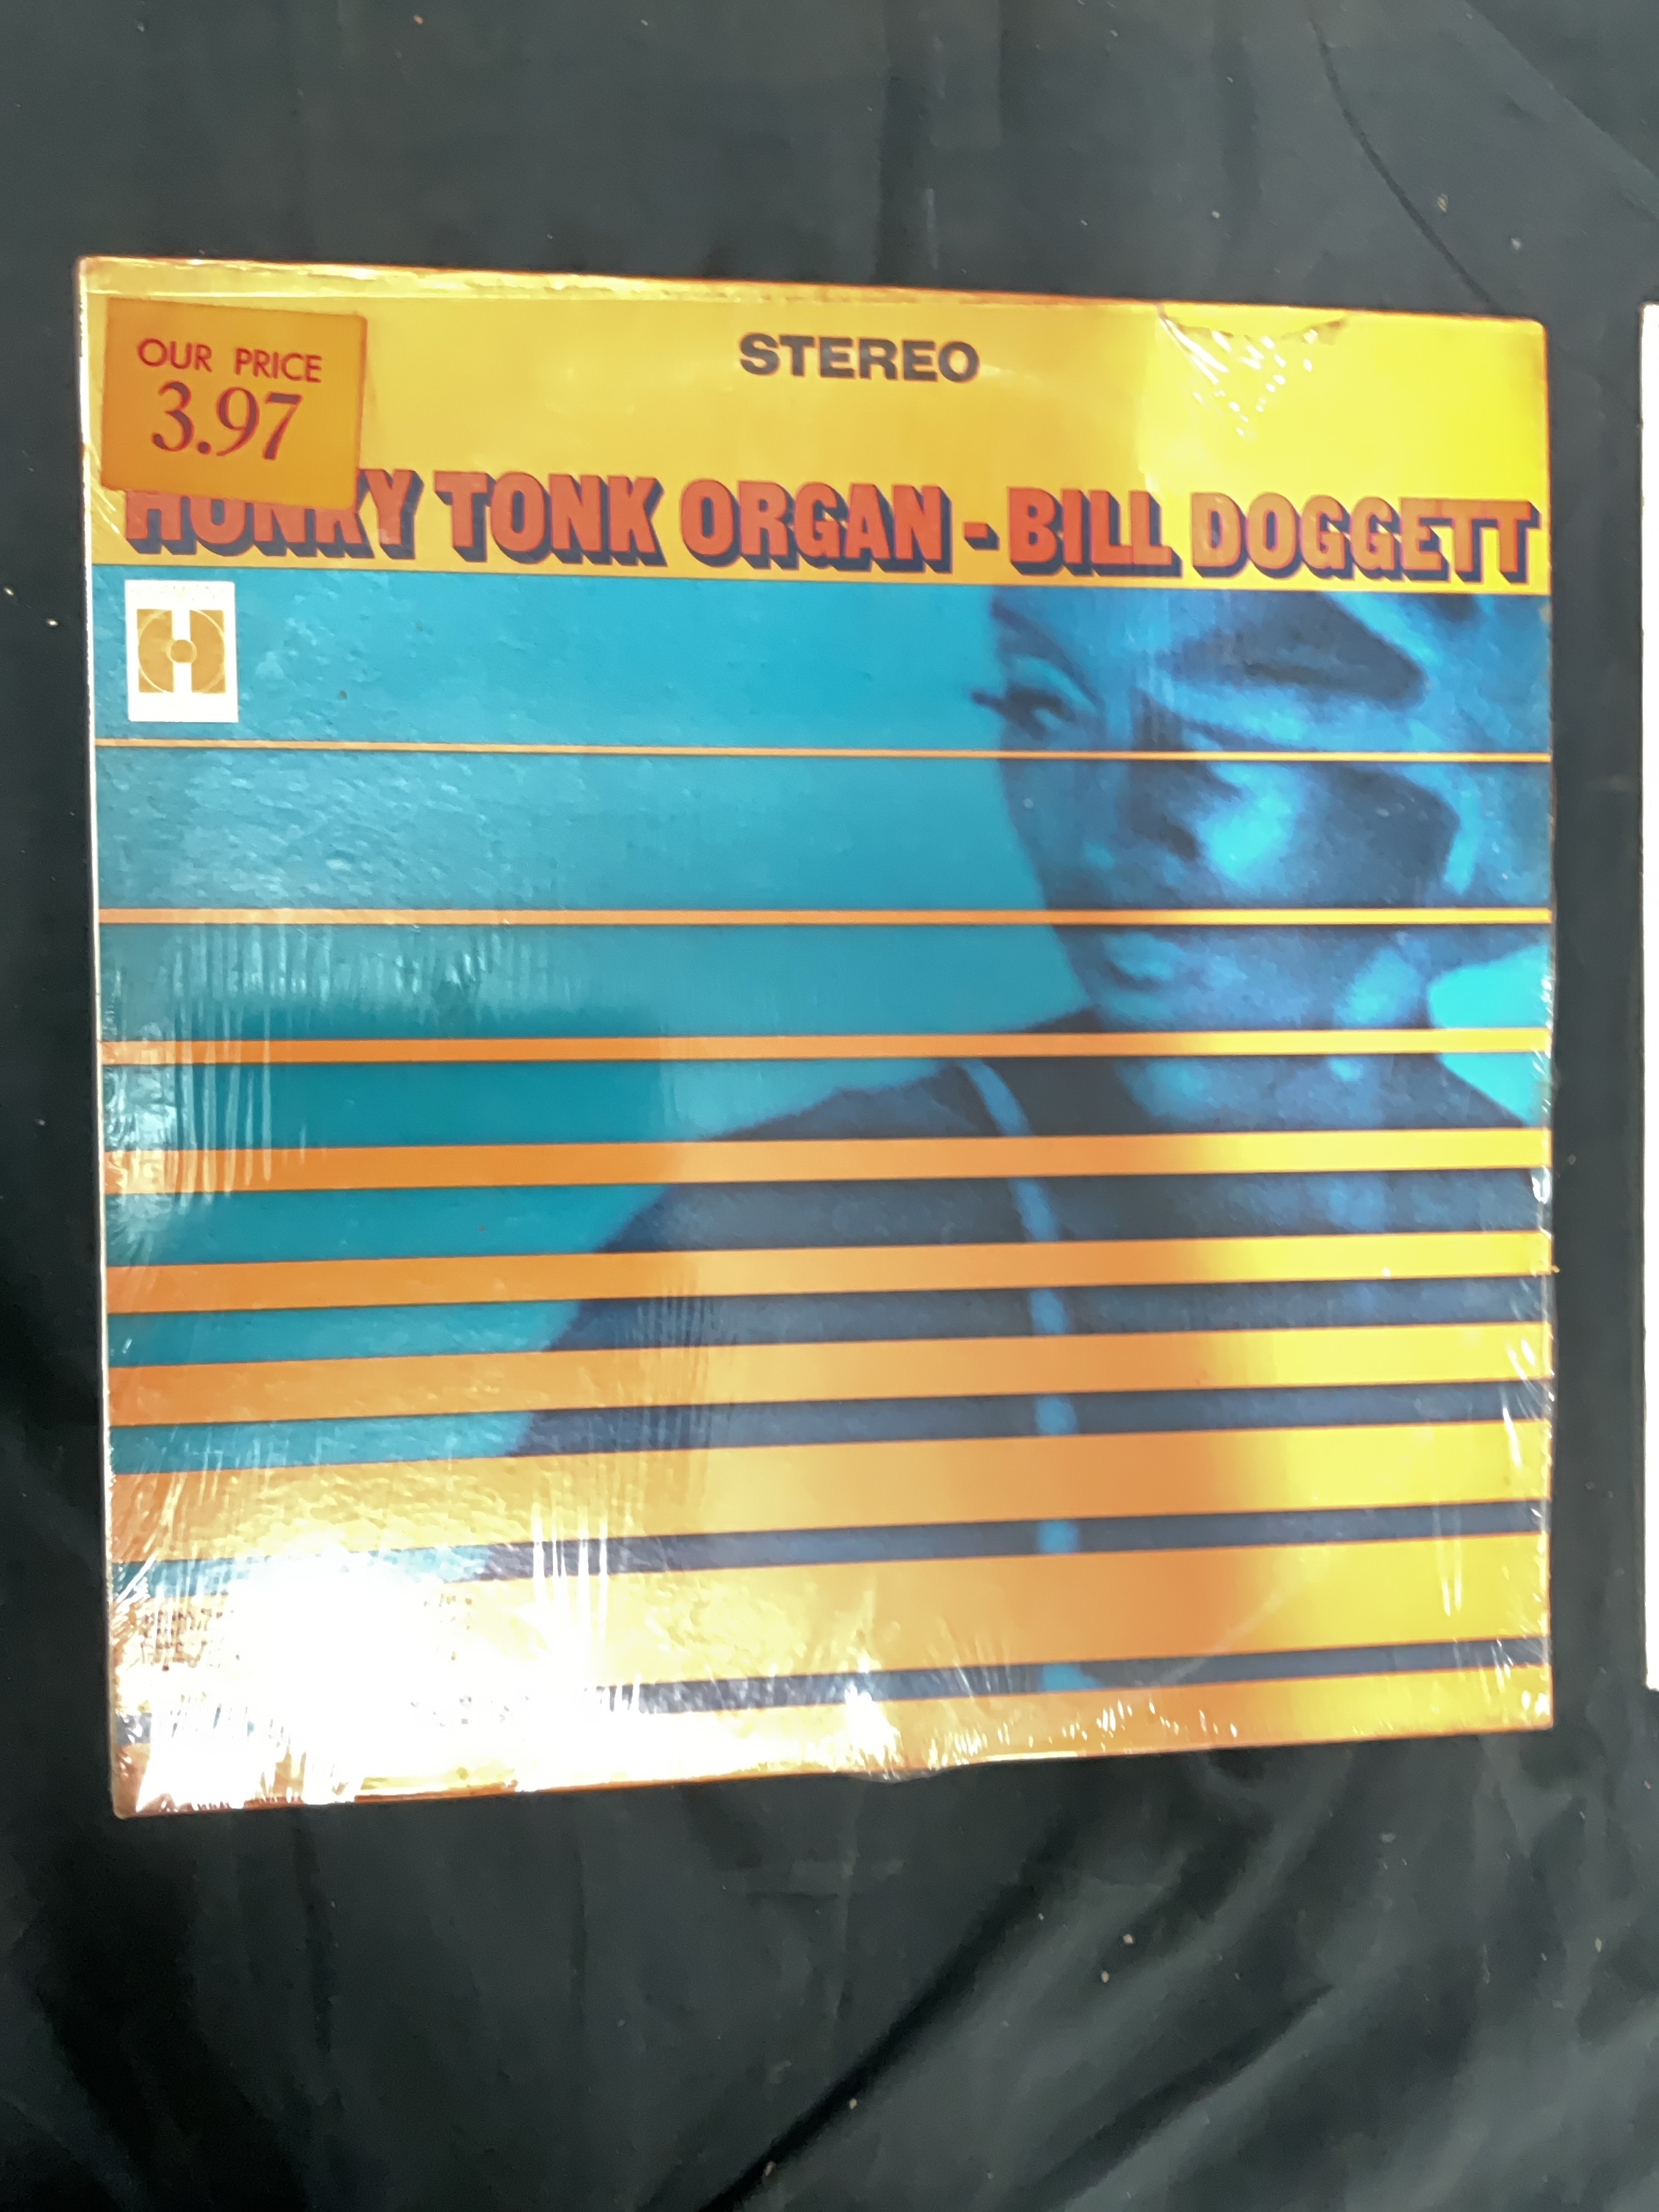 OUR PRICE
3.97
STEREO
HONKY TONK ORGAN - BILL DOGGETT
H